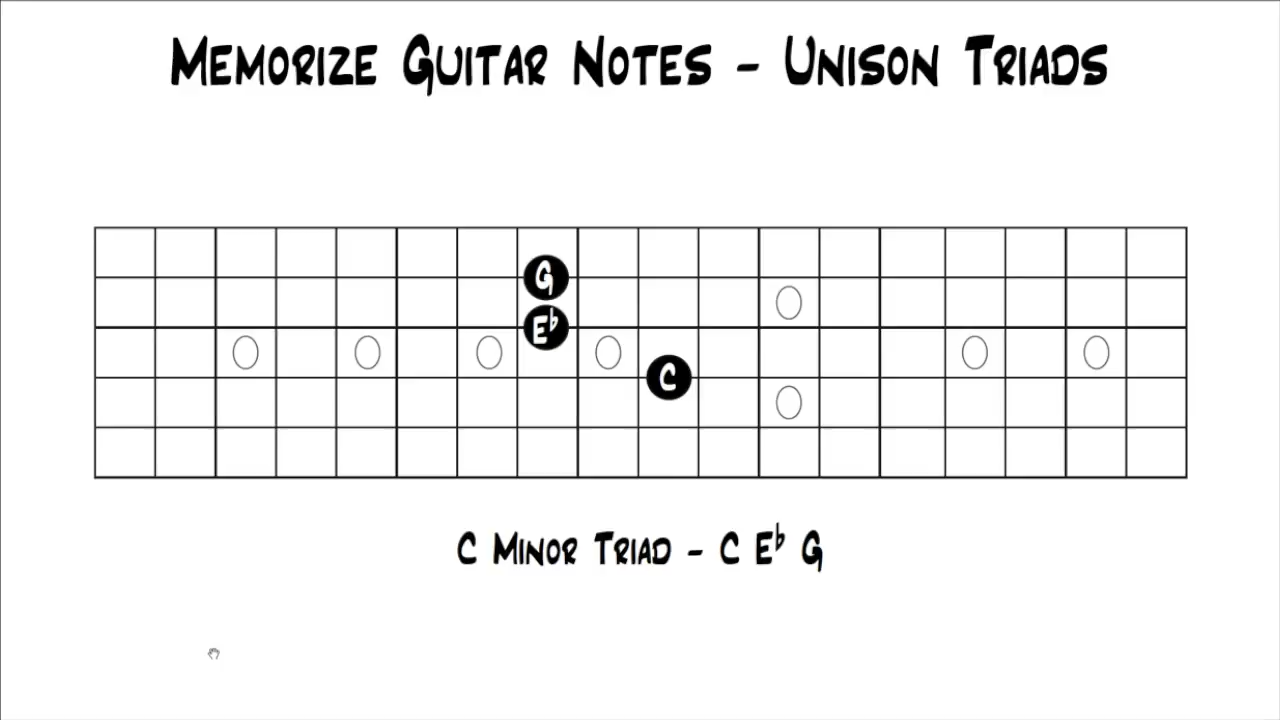 Memorize Guitar Notes - Unison Triads
G
E♭
C
C Minor Triad - C E♭ G